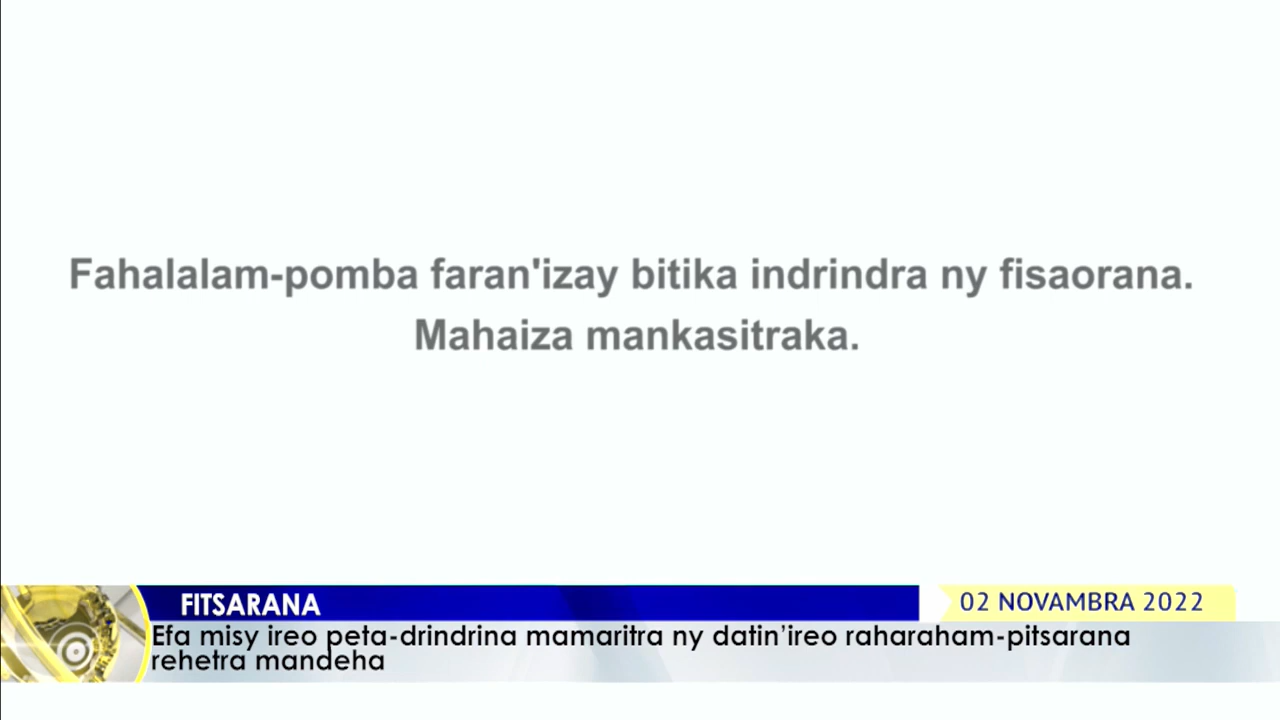 Fahalalam-pomba faran'izay bitika indrindra ny fisaorana.
Mahaiza mankasitraka.
FITSARANA
02 NOVAMBRA 2022
Efa misy ireo peta-drindrina mamaritra ny datin'ireo raharaham-pitsarana
rehetra mandeha